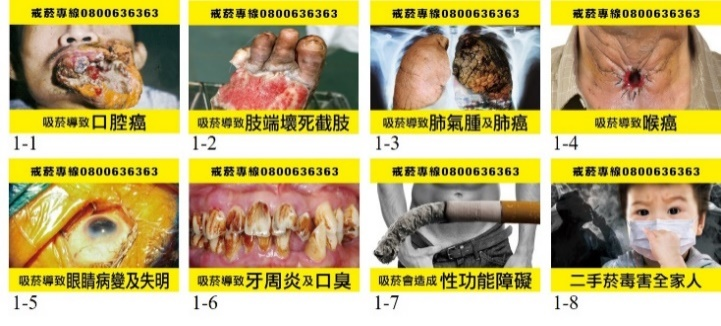 戒菸專線0800636363
吸菸導致口腔癌
1-1
戒菸專線0800636363
吸菸導致肢端壞死截肢
1-2
戒菸專線0800636363
吸菸導致肺氣腫及肺癌
1-3
戒菸專線0800636363
吸菸導致喉癌
1-4
戒菸專線0800636363
吸菸導致眼睛病變及失明
1-5
戒菸專線0800636363
吸菸導致牙周炎及口臭
1-6
戒菸專線0800636363
吸菸會造成性功能障礙
1-7
戒菸專線0800636363
二手菸毒害全家人
1-8